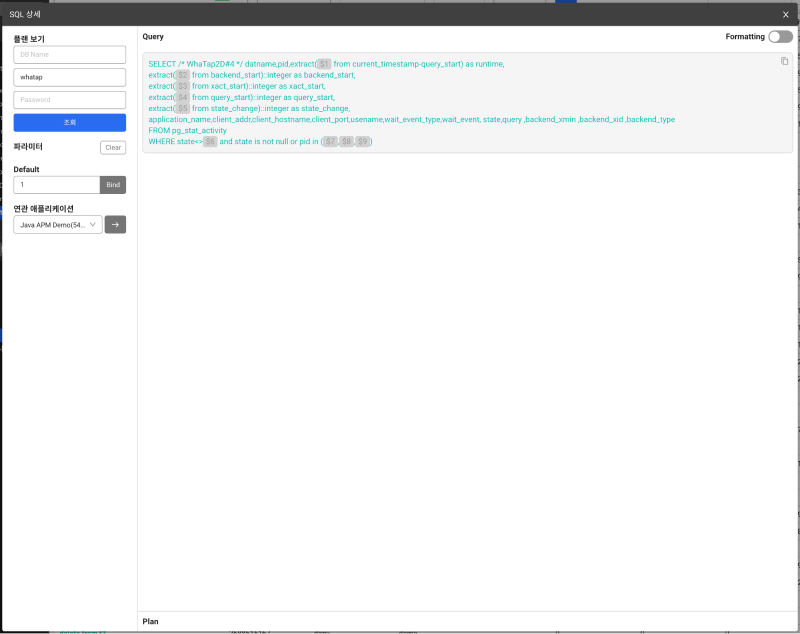 SQL 상세
플랜 보기
DB Name
whatap
Password
조회
파라미터
Clear
Default
1
Bind
연관 애플리케이션
Java APM Demo(54...
Query
Formatting
SELECT /* WhaTap2D#4 */ datname,pid,extract( $1 from current_timestamp-query_start) as runtime,
extract( $2 from backend_start)::integer as backend_start,
extract( $3 from xact_start)::integer as xact_start,
extract( $4 from query_start)::integer as query_start,
extract( $5 from state_change)::integer as state_change,
application_name,client_addr,client_hostname,client_port,usename,wait_event_type,wait_event, state,query ,backend_xmin ,backend_xid ,backend_type
FROM pg_stat_activity
WHERE state<> $6 and state is not null or pid in ( $7 , $8 , $9 )
Plan